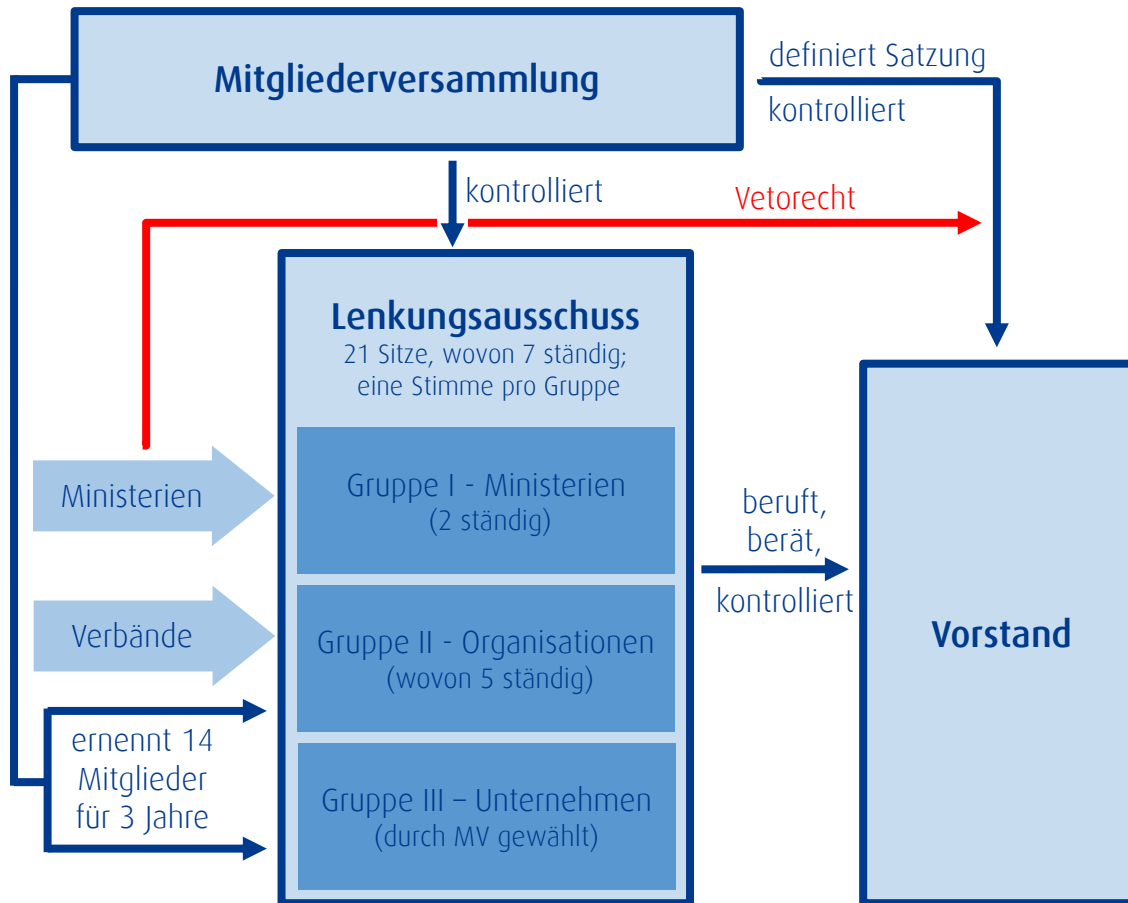 Mitgliederversammlung
definiert Satzung
kontrolliert
kontrolliert
Vetorecht
Lenkungsausschuss
21 Sitze, wovon 7 ständig;
eine Stimme pro Gruppe
Ministerien
Gruppe I - Ministerien
(2 ständig)
Verbände
Gruppe II - Organisationen
(wovon 5 ständig)
ernennt 14
Mitglieder
für 3 Jahre
Gruppe III – Unternehmen
(durch MV gewählt)
beruft,
berät,
kontrolliert
Vorstand